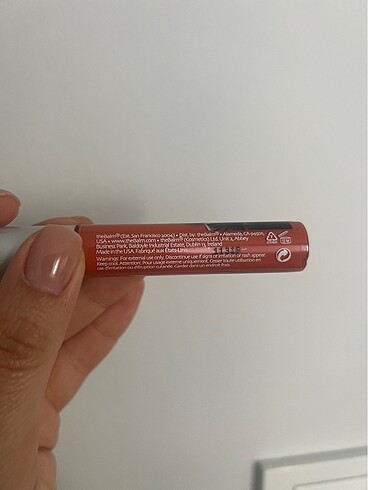 theBalm® (Est. San Francisco 2004) • Dist. by: theBalm® • Alameda, CA 94501,
USA • www.theBalm.com • theBalm® (Cosmetics) Ltd. Unit 2, Abbey
Business Park, Baldoyle Industrial Estate, Dublin 13, Ireland
Made in the USA. Fabriqué aux États-Unis
Warnings: For external use only. Discontinue use if signs of irritation or rash appear.
Keep cool. Attention: Pour usage externe uniquement. Cesser toute utilisation en
cas d'irritation ou d'éruption cutanée. Garder dans un endroit frais.